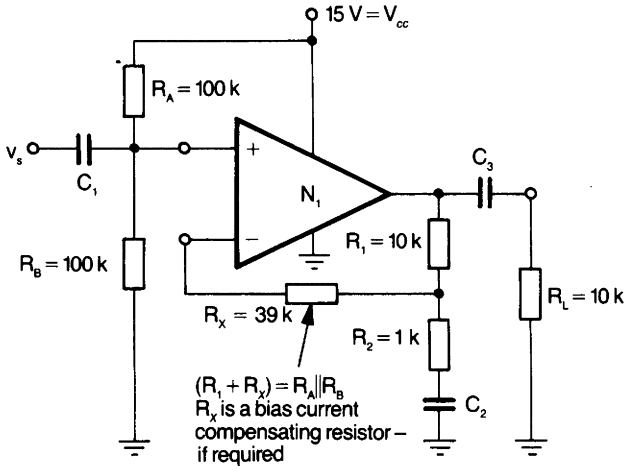 15 V = Vcc
RA = 100 k
vs
C1
+
N1
−
C3
RB = 100 k
R1 = 10 k
RX = 39 k
RL = 10 k
R2 = 1 k
(R1 + RX) = RA||RB
RX is a bias current
compensating resistor –
if required
C2